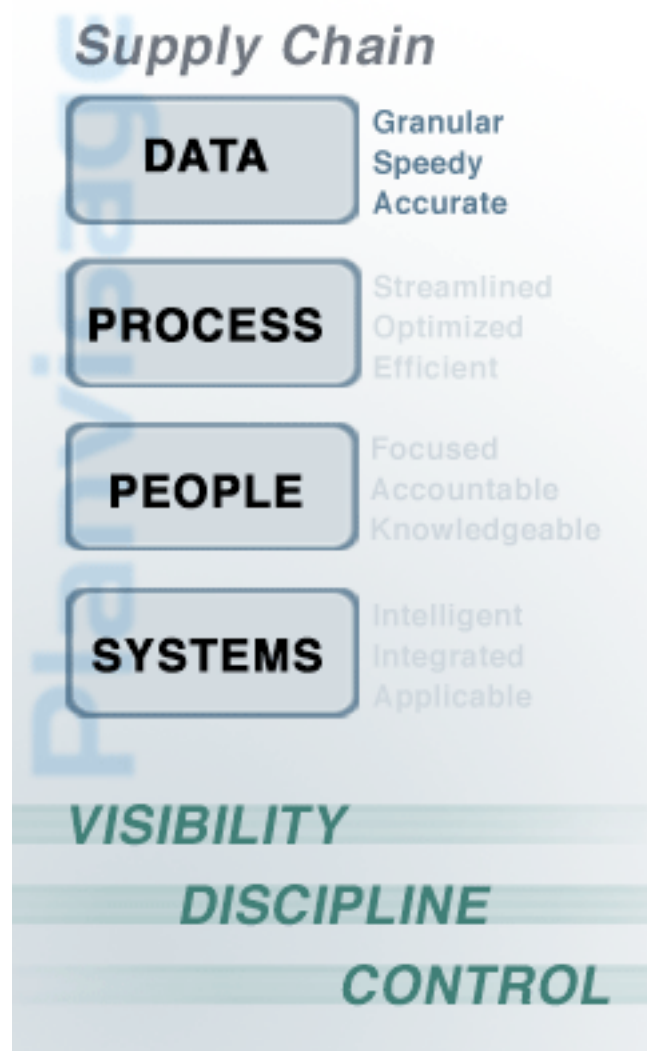 Supply Chain
DATA
Granular
Speedy
Accurate
PROCESS
Streamlined
Optimized
Efficient
PEOPLE
Focused
Accountable
Knowledgeable
SYSTEMS
Intelligent
Integrated
Applicable
Planvisage
VISIBILITY
DISCIPLINE
CONTROL